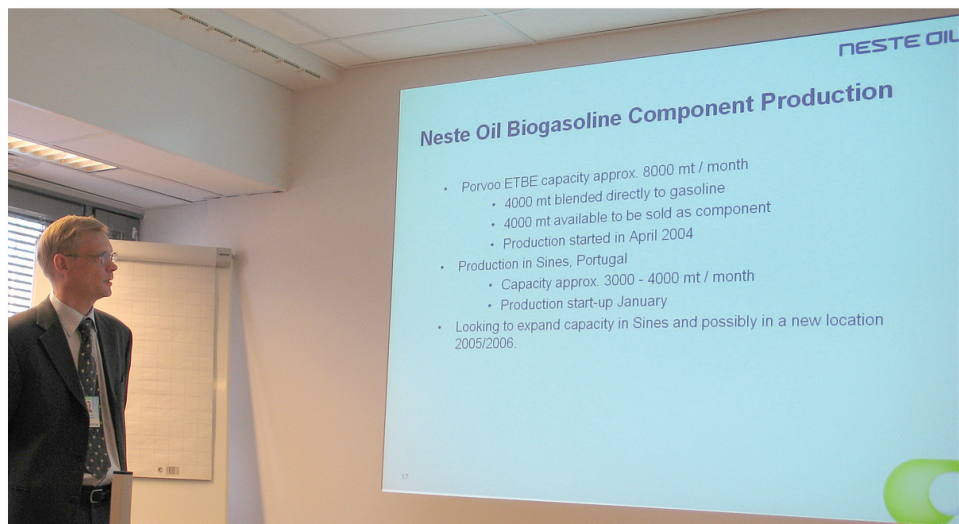 NESTE OIL
Neste Oil Biogasoline Component Production
• Porvoo ETBE capacity approx. 8000 mt / month
• 4000 mt blended directly to gasoline
• 4000 mt available to be sold as component
• Production started in April 2004
• Production in Sines, Portugal
• Capacity approx. 3000 - 4000 mt / month
• Production start-up January
• Looking to expand capacity in Sines and possibly in a new location
2005/2006.
17